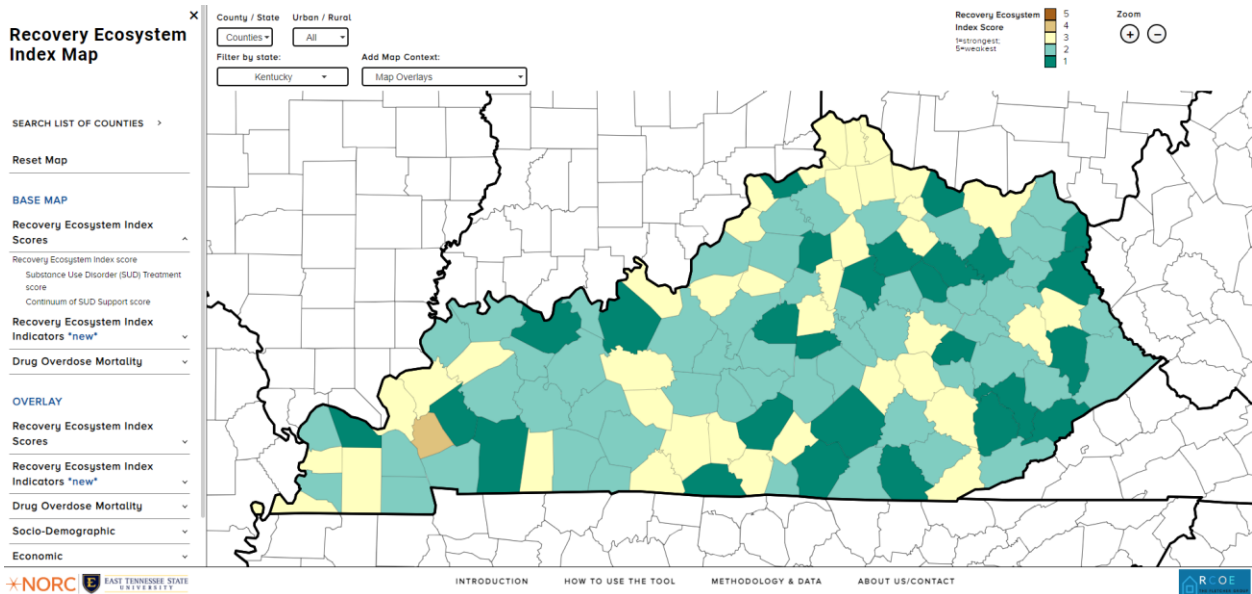 ×
Recovery Ecosystem
Index Map
SEARCH LIST OF COUNTIES >
Reset Map
BASE MAP
Recovery Ecosystem Index
Scores
Recovery Ecosystem Index score
Substance Use Disorder (SUD) Treatment
score
Continuum of SUD Support score
Recovery Ecosystem Index
Indicators *new*
Drug Overdose Mortality
OVERLAY
Recovery Ecosystem Index
Scores
Recovery Ecosystem Index
Indicators *new*
Drug Overdose Mortality
Socio-Demographic
Economic
County / State
Counties
Urban / Rural
All
Filter by state:
Kentucky
Add Map Context:
Map Overlays
Recovery Ecosystem
Index Score
1=strongest;
5=weakest
5
4
3
2
1
Zoom
+ −
NORC
E
EAST TENNESSEE STATE
UNIVERSITY
INTRODUCTION
HOW TO USE THE TOOL
METHODOLOGY & DATA
ABOUT US/CONTACT
RCOE